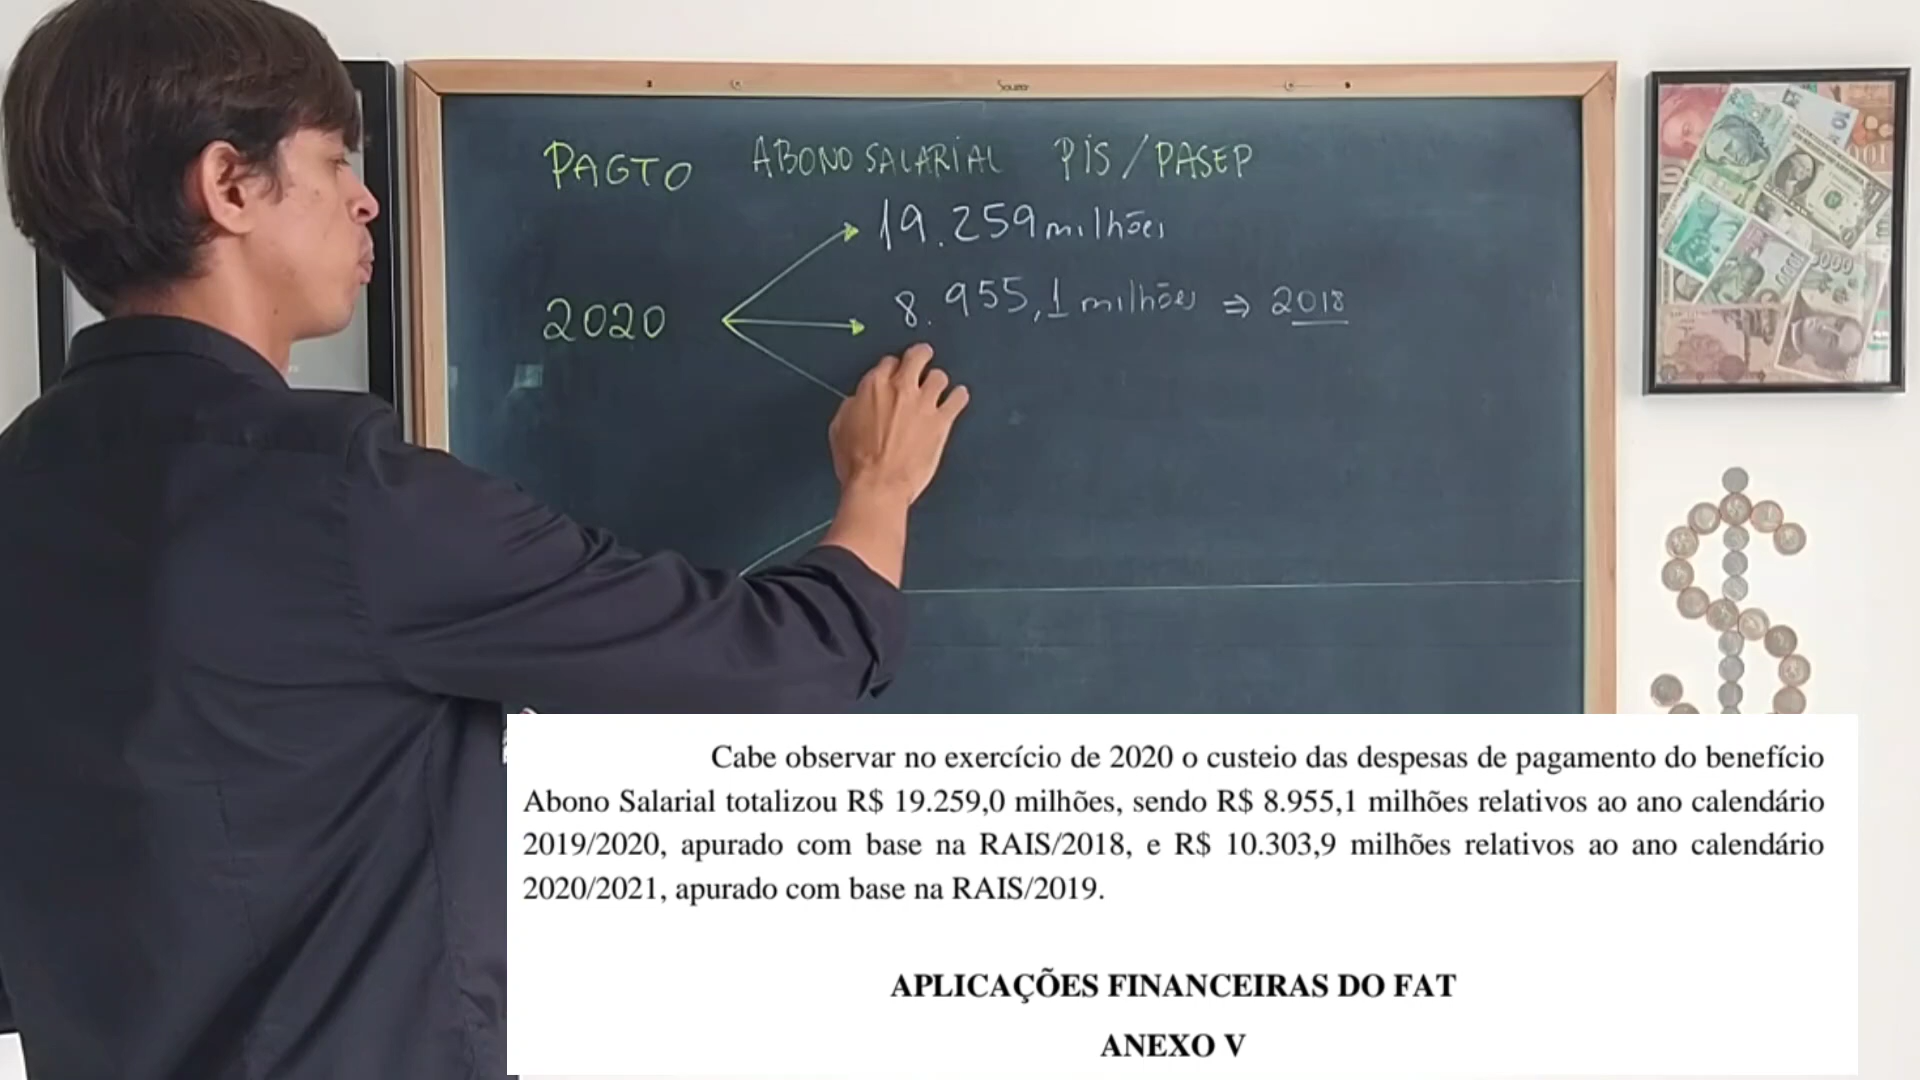 Souza
PAGTO ABONO SALARIAL PIS/PASEP
19.259 milhões
2020
8.955,1 milhões ⇒ 2018
Cabe observar no exercício de 2020 o custeio das despesas de pagamento do benefício
Abono Salarial totalizou R$ 19.259,0 milhões, sendo R$ 8.955,1 milhões relativos ao ano calendário
2019/2020, apurado com base na RAIS/2018, e R$ 10.303,9 milhões relativos ao ano calendário
2020/2021, apurado com base na RAIS/2019.
APLICAÇÕES FINANCEIRAS DO FAT
ANEXO V